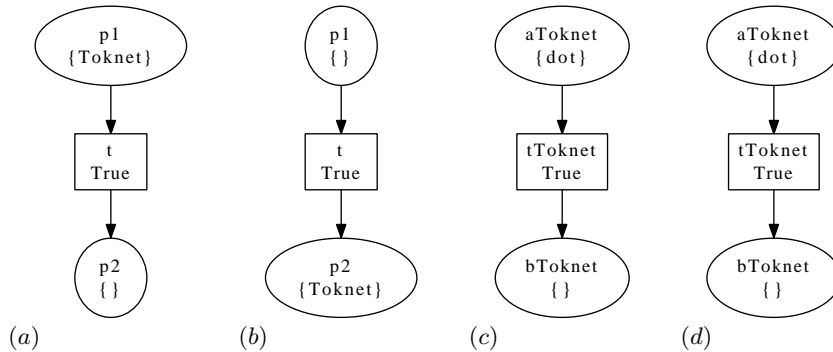 p1
{Toknet}
t
True
p2
{}
(a)
p1
{}
t
True
p2
{Toknet}
(b)
aToknet
{dot}
tToknet
True
bToknet
{}
(c)
aToknet
{dot}
tToknet
True
bToknet
{}
(d)